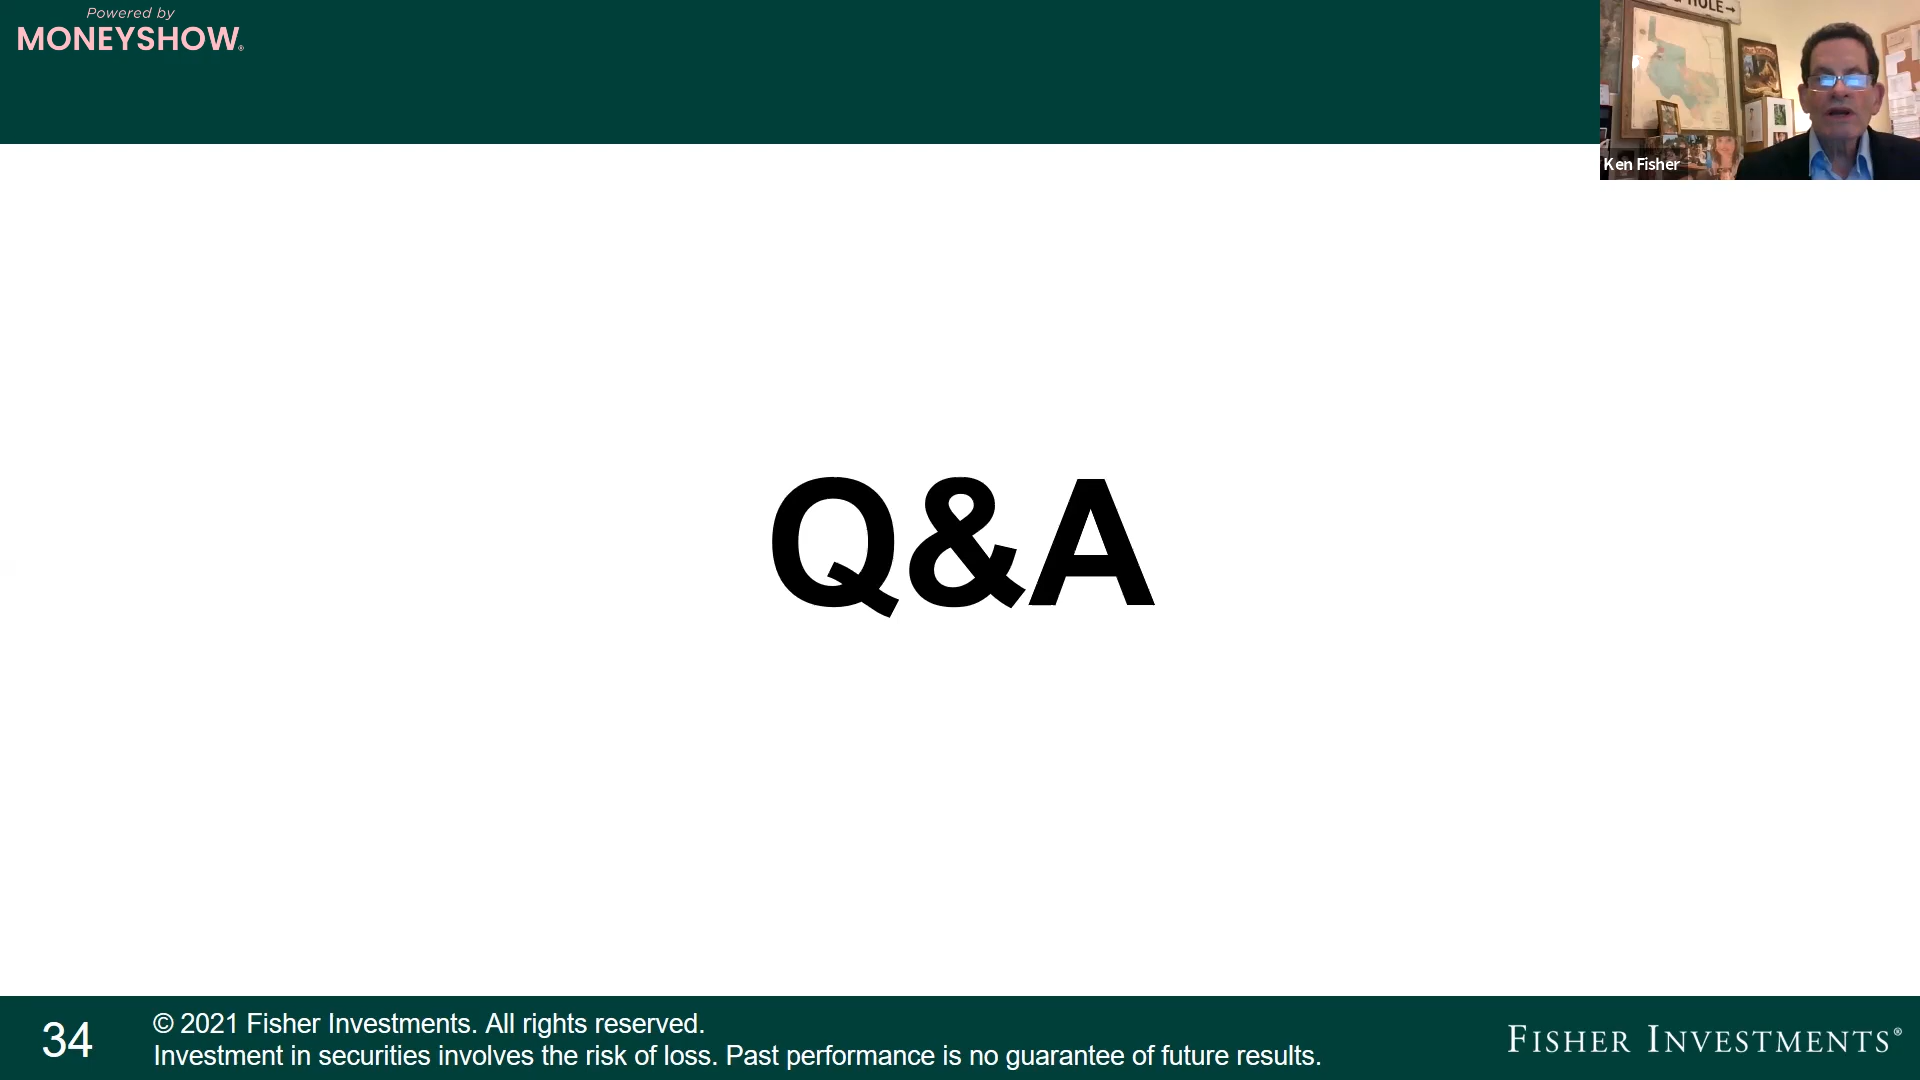 Powered by
MONEYSHOW®
HOLE→
Ken Fisher
Q&A
34
© 2021 Fisher Investments. All rights reserved.
Investment in securities involves the risk of loss. Past performance is no guarantee of future results.
FISHER INVESTMENTS®